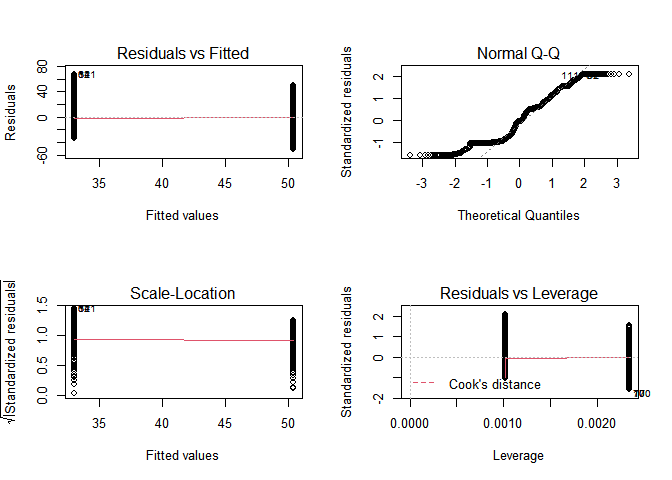 Residuals vs Fitted
Residuals
80
40
0
-60
35
40
45
50
Fitted values
Normal Q-Q
Standardized residuals
2
1
0
-1
-3
-2
-1
0
1
2
3
Theoretical Quantiles
Scale-Location
√|Standardized residuals|
1.5
1.0
0.5
0.0
35
40
45
50
Fitted values
Residuals vs Leverage
Standardized residuals
2
0
-2
Cook's distance
0.0000
0.0010
0.0020
Leverage